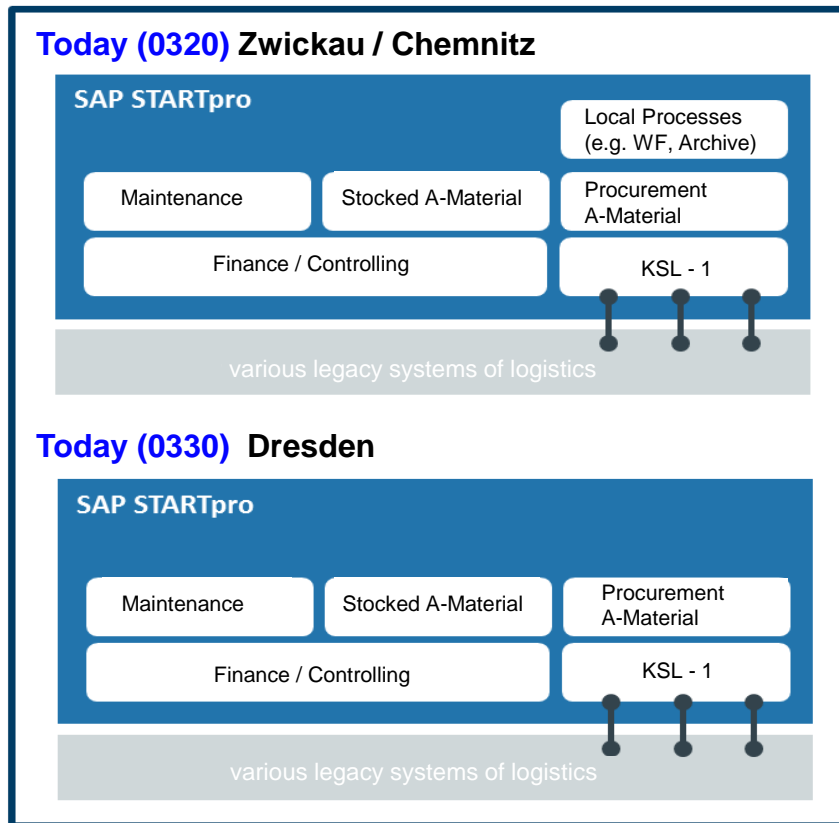 Today (0320) Zwickau / Chemnitz
SAP STARTpro
Local Processes
(e.g. WF, Archive)
Maintenance
Stocked A-Material
Procurement
A-Material
Finance / Controlling
KSL - 1
various legacy systems of logistics
Today (0330) Dresden
SAP STARTpro
Maintenance
Stocked A-Material
Procurement
A-Material
Finance / Controlling
KSL - 1
various legacy systems of logistics